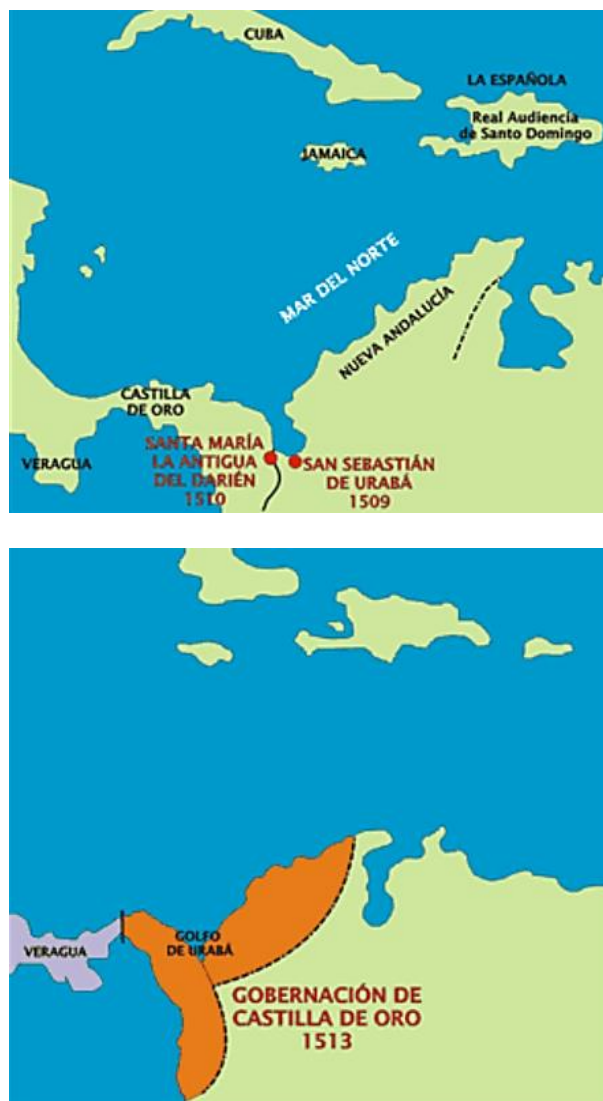 CUBA
LA ESPAÑOLA
Real Audiencia
de Santo Domingo
JAMAICA
MAR DEL NORTE
NUEVA ANDALUCÍA
CASTILLA
DE ORO
VERAGUA
SANTA MARÍA
LA ANTIGUA
DEL DARIÉN
1510
SAN SEBASTIÁN
DE URABÁ
1509
VERAGUA
GOLFO
DE URABÁ
GOBERNACIÓN DE
CASTILLA DE ORO
1513